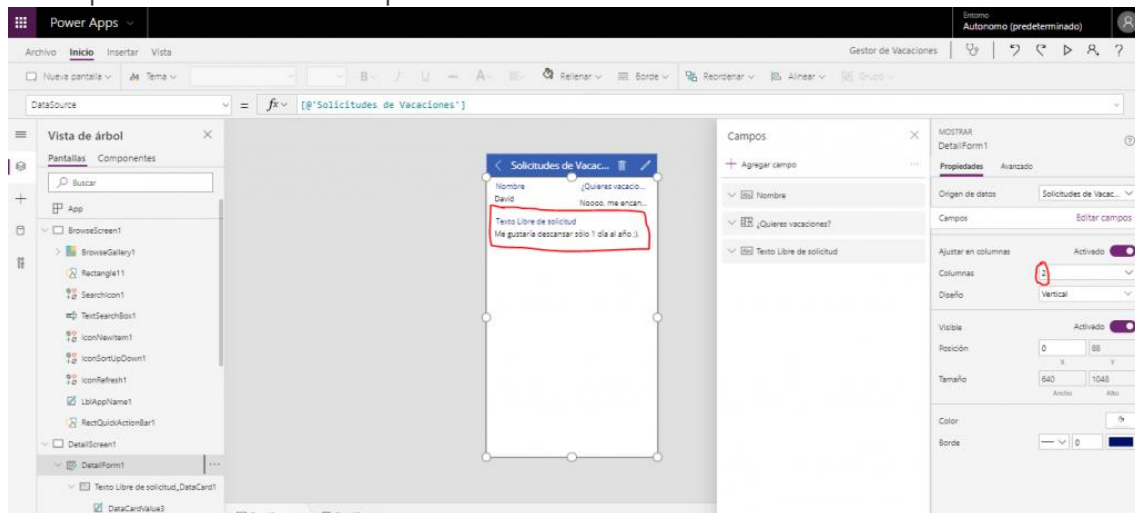 Power Apps
Entorno
Autonomo (predeterminado)
Archivo Inicio Insertar Vista
Gestor de Vacaciones
Nueva pantalla
Tema
B / U A
Rellenar
Borde
Reordenar
Alinear
Grupo
DataSource
= fx [@'Solicitudes de Vacaciones']
Vista de árbol
Pantallas Componentes
Buscar
App
BrowseScreen1
BrowseGallery1
Rectangle11
SearchIcon1
TextSearchBox1
IconNewItem1
IconSortUpDown1
IconRefresh1
LblAppName1
RectQuickActionBar1
DetailScreen1
DetailForm1
Texto Libre de solicitud_DataCard1
DataCardValue3
Solicitudes de Vacac...
Nombre ¿Quieres vacacio...
David Noooo, me encan...
Texto Libre de solicitud
Me gustaría descansar sólo 1 día al año :).
Campos
Agregar campo
Nombre
¿Quieres vacaciones?
Texto Libre de solicitud
MOSTRAR
DetailForm1
Propiedades Avanzado
Origen de datos Solicitudes de Vacac...
Campos Editar campos
Ajustar en columnas Activado
Columnas 2
Diseño Vertical
Visible Activado
Posición 0 88
X Y
Tamaño 640 1048
Ancho Alto
Color
Borde 0